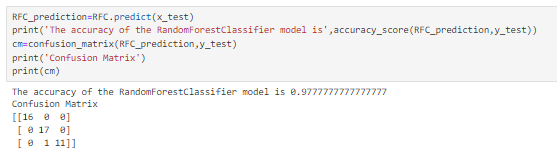 RFC_prediction=RFC.predict(x_test)
print('The accuracy of the RandomForestClassifier model is',accuracy_score(RFC_prediction,y_test))
cm=confusion_matrix(RFC_prediction,y_test)
print('Confusion Matrix')
print(cm)
The accuracy of the RandomForestClassifier model is 0.9777777777777777
Confusion Matrix
[[16  0  0]
 [ 0 17  0]
 [ 0  1 11]]